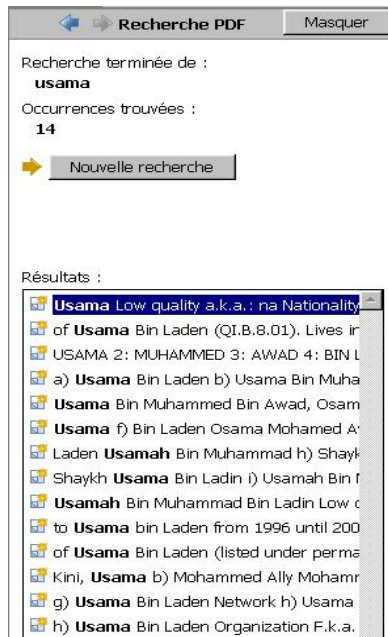 Recherche PDF Masquer
Recherche terminée de :
usama
Occurrences trouvées :
14
Nouvelle recherche
Résultats :
Usama Low quality a.k.a.: na Nationality
of Usama Bin Laden (QI.B.8.01). Lives in
USAMA 2: MUHAMMED 3: AWAD 4: BIN L
a) Usama Bin Laden b) Usama Bin Muha
Usama Bin Muhammed Bin Awad, Osam
Usama f) Bin Laden Osama Mohamed A
Laden Usamah Bin Muhammad h) Shayk
Shaykh Usama Bin Ladin i) Usamah Bin
Usamah Bin Muhammad Bin Ladin Low
to Usama bin Laden from 1996 until 200
of Usama Bin Laden (listed under perma
Kini, Usama b) Mohammed Ally Moham
g) Usama Bin Laden Network h) Usama
h) Usama Bin Laden Organization F.k.a.